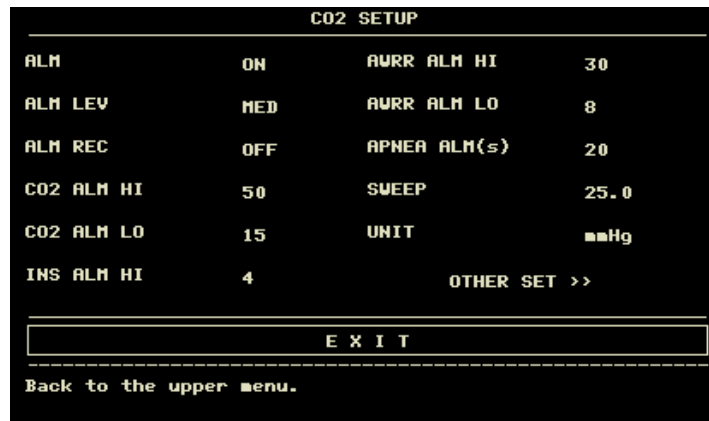 CO2 SETUP
ALM ON AWRR ALM HI 30
ALM LEV MED AWRR ALM LO 8
ALM REC OFF APNEA ALM(s) 20
CO2 ALM HI 50 SWEEP 25.0
CO2 ALM LO 15 UNIT mmHg
INS ALM HI 4 OTHER SET >>
E X I T
Back to the upper menu.